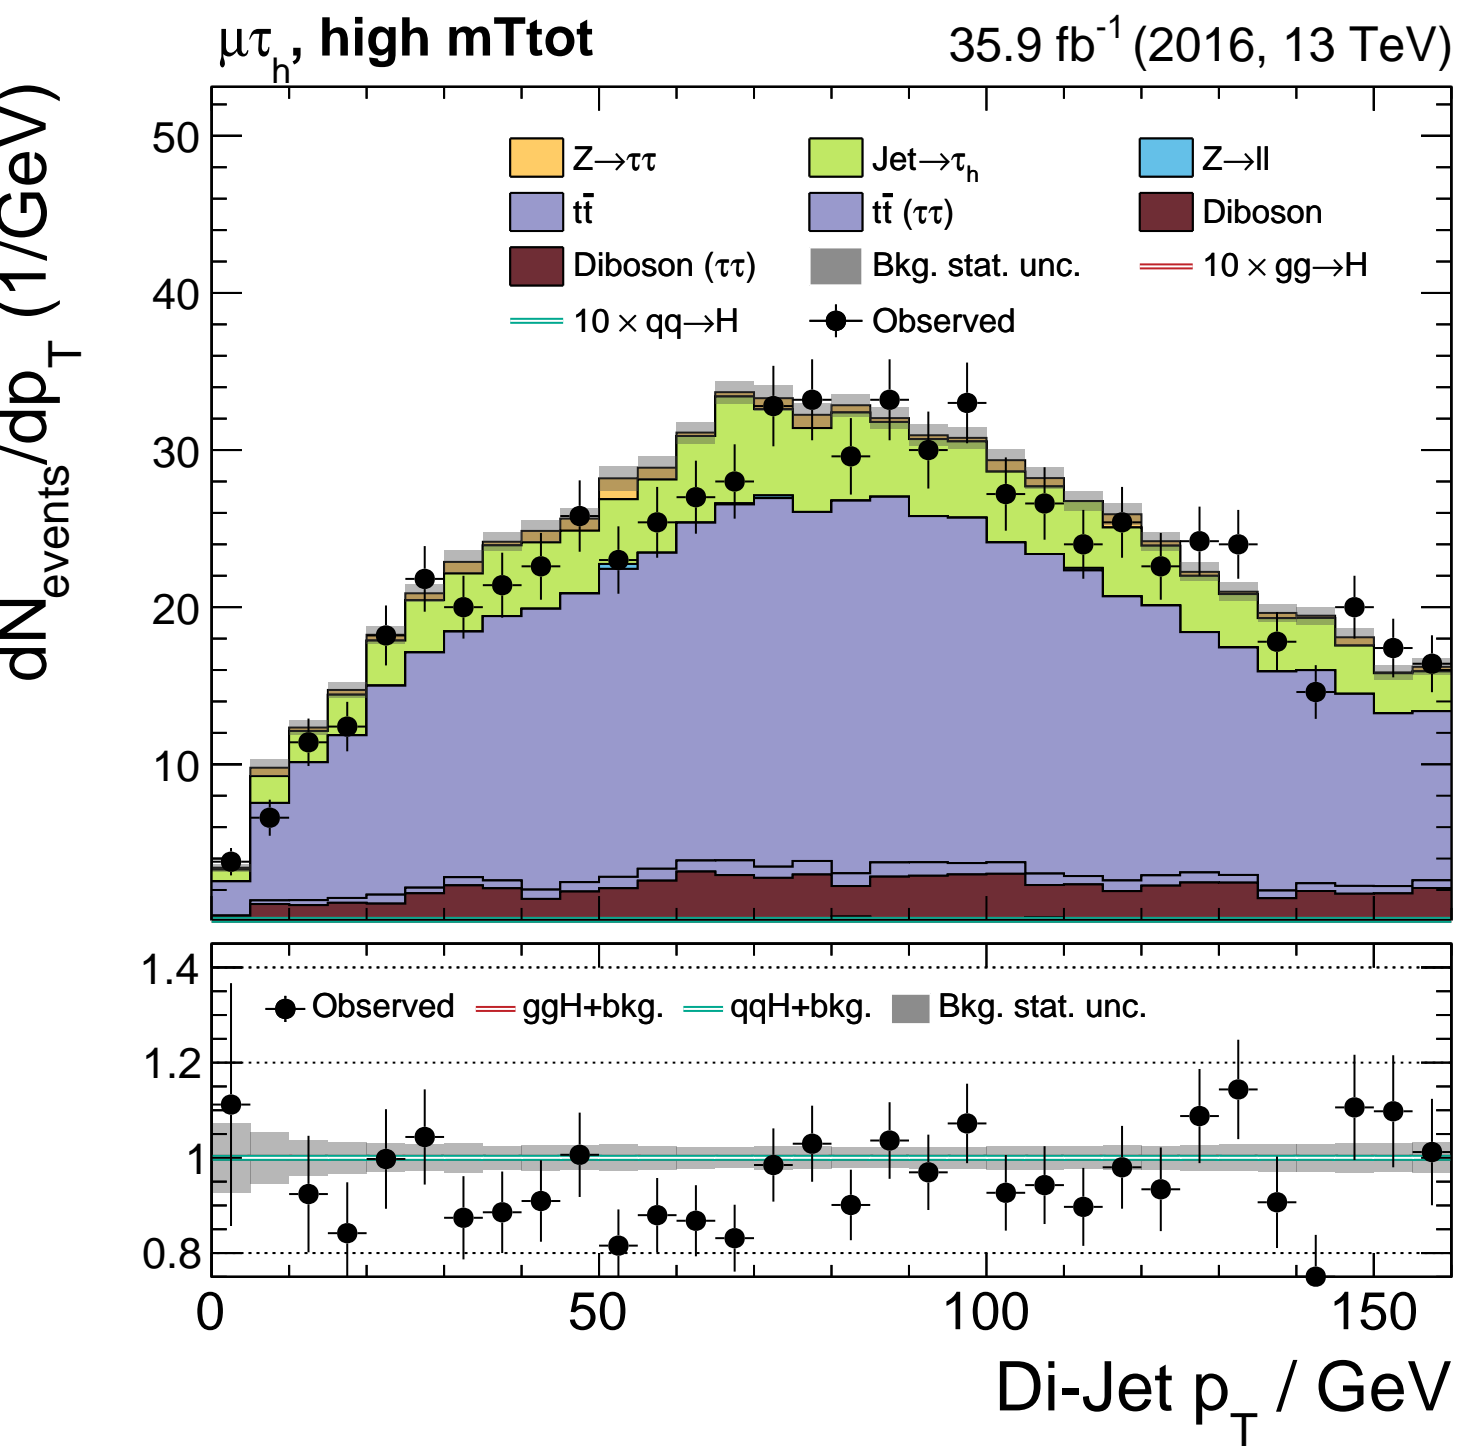 μτh, high mTtot
35.9 fb-1 (2016, 13 TeV)
dNevents/dpT (1/GeV)
50
40
30
20
10
Z→ττ Jet→τh Z→ll
tt̄ tt̄ (ττ) Diboson
Diboson (ττ) Bkg. stat. unc. 10 × gg→H
10 × qq→H Observed
1.4
1.2
1
0.8
Observed ggH+bkg. qqH+bkg. Bkg. stat. unc.
0 50 100 150
Di-Jet pT / GeV